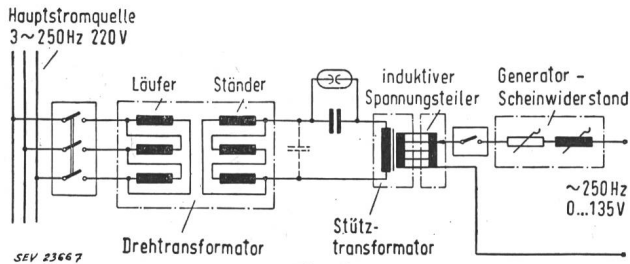 Hauptstromquelle
3~250Hz 220V
Läufer
Ständer
induktiver
Spannungsteiler
Generator -
Scheinwiderstand
~250Hz
0...135V
Drehtransformator
Stütz-
transformator
SEV 23667